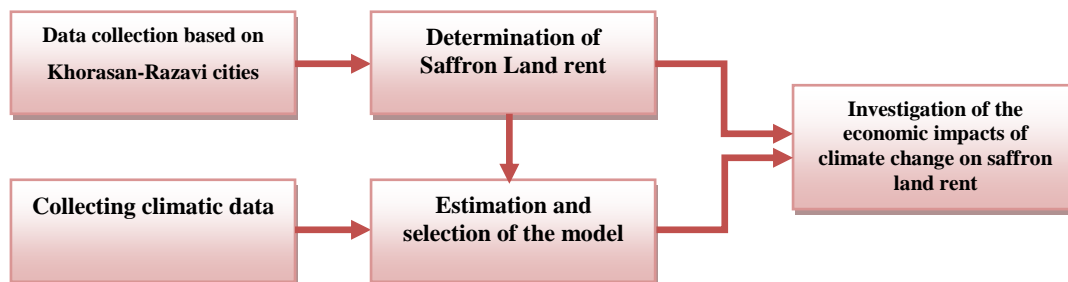 Data collection based on
Khorasan-Razavi cities
Determination of
Saffron Land rent
Investigation of the
economic impacts of
climate change on saffron
land rent
Collecting climatic data
Estimation and
selection of the model